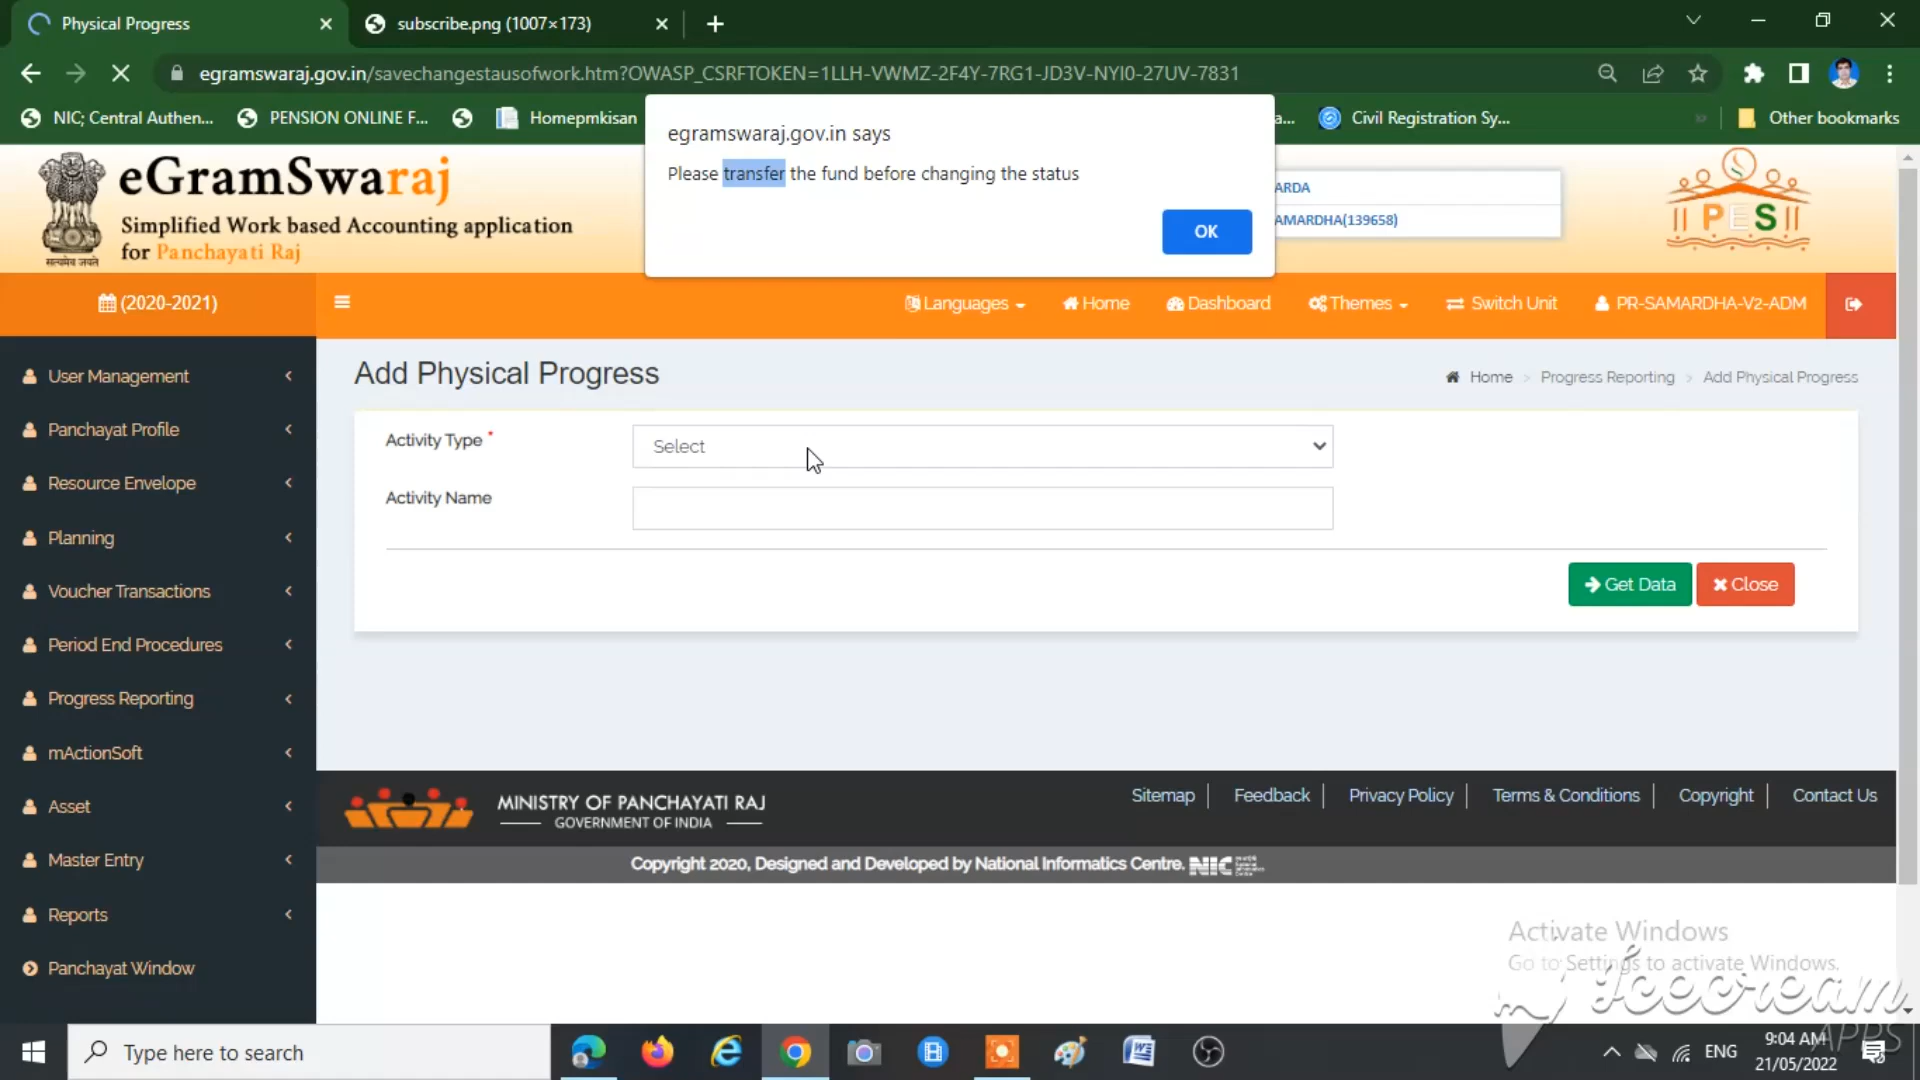 Physical Progress
subscribe.png (1007×173)
egramswaraj.gov.in/savechangestausofwork.htm?OWASP_CSRFTOKEN=1LLH-VWMZ-2F4Y-7RG1-JD3V-NYI0-27UV-7831
NIC; Central Authen...
PENSION ONLINE F...
Homepmkisan
a...
Civil Registration Sy...
Other bookmarks
egramswaraj.gov.in says
Please transfer the fund before changing the status
OK
eGramSwaraj
Simplified Work based Accounting application
for Panchayati Raj
सत्यमेव जयते
ARDA
AMARDHA(139658)
PES
(2020-2021)
Languages
Home
Dashboard
Themes
Switch Unit
PR-SAMARDHA-V2-ADM
User Management
Panchayat Profile
Resource Envelope
Planning
Voucher Transactions
Period End Procedures
Progress Reporting
mActionSoft
Asset
Master Entry
Reports
Panchayat Window
Add Physical Progress
Home > Progress Reporting > Add Physical Progress
Activity Type *
Select
Activity Name
Get Data
Close
MINISTRY OF PANCHAYATI RAJ
GOVERNMENT OF INDIA
Sitemap
Feedback
Privacy Policy
Terms & Conditions
Copyright
Contact Us
Copyright 2020, Designed and Developed by National Informatics Centre. NIC
Activate Windows
Go to Settings to activate Windows.
Icecream
APPS
Type here to search
ENG
9:04 AM
21/05/2022